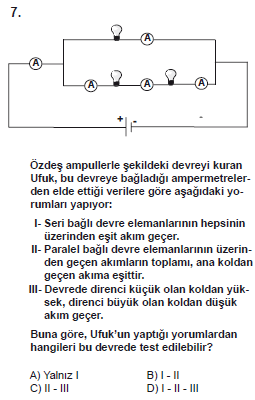 7.
A
A A A
+ - -
Özdeş ampullerle şekildeki devreyi kuran
Ufuk, bu devreye bağladığı ampermetreler-
den elde ettiği verilere göre aşağıdaki yo-
rumları yapıyor:
I- Seri bağlı devre elemanlarının hepsinin
üzerinden eşit akım geçer.
II- Paralel bağlı devre elemanlarının üzerin-
den geçen akımların toplamı, ana koldan
geçen akıma eşittir.
III- Devrede direnci küçük olan koldan yük-
sek, direnci büyük olan koldan düşük
akım geçer.
Buna göre, Ufuk'un yaptığı yorumlardan
hangileri bu devrede test edilebilir?
A) Yalnız I B) I - II
C) II - III D) I - II - III